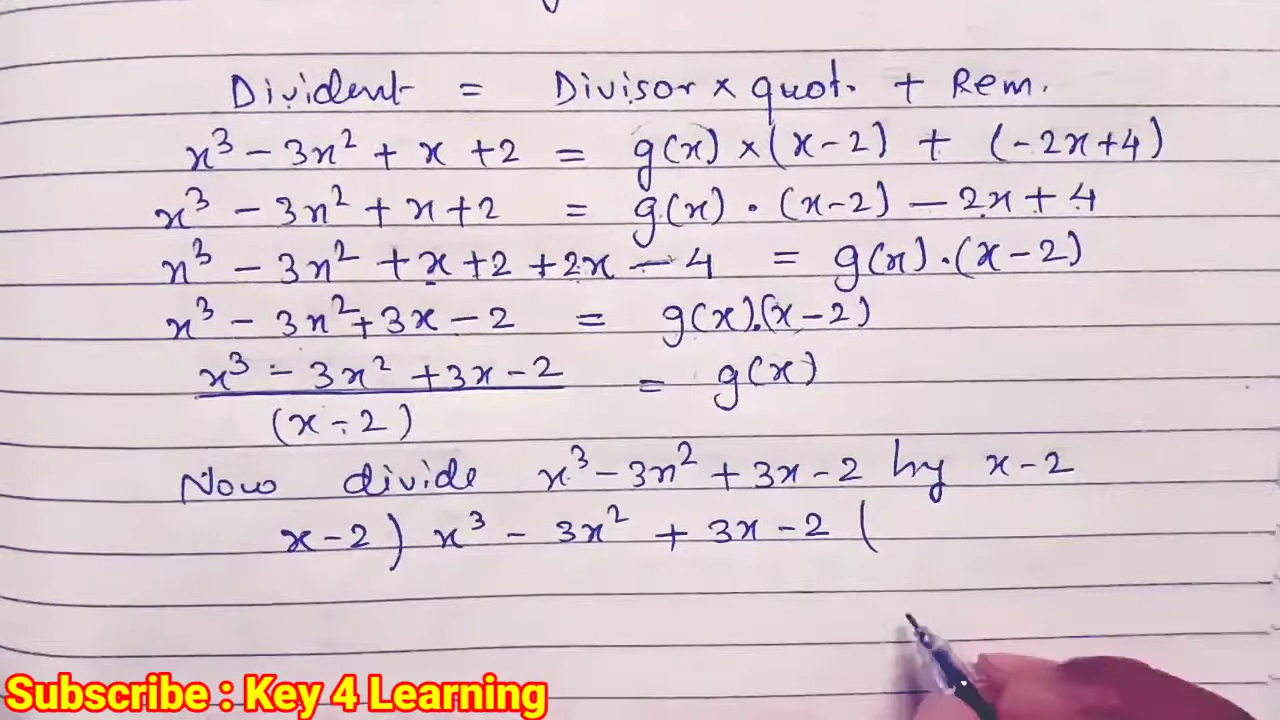 Divident = Divisor × quot. + Rem.
x³ - 3x² + x + 2 = g(x) × (x-2) + (-2x+4)
x³ - 3x² + x + 2 = g(x) . (x-2) - 2x + 4
x³ - 3x² + x + 2 + 2x - 4 = g(x).(x-2)
x³ - 3x² + 3x - 2 = g(x).(x-2)
x³ - 3x² + 3x - 2 = g(x)
(x-2)
Now divide x³ - 3x² + 3x - 2 by x-2
x-2) x³ - 3x² + 3x - 2 (
Subscribe : Key 4 Learning